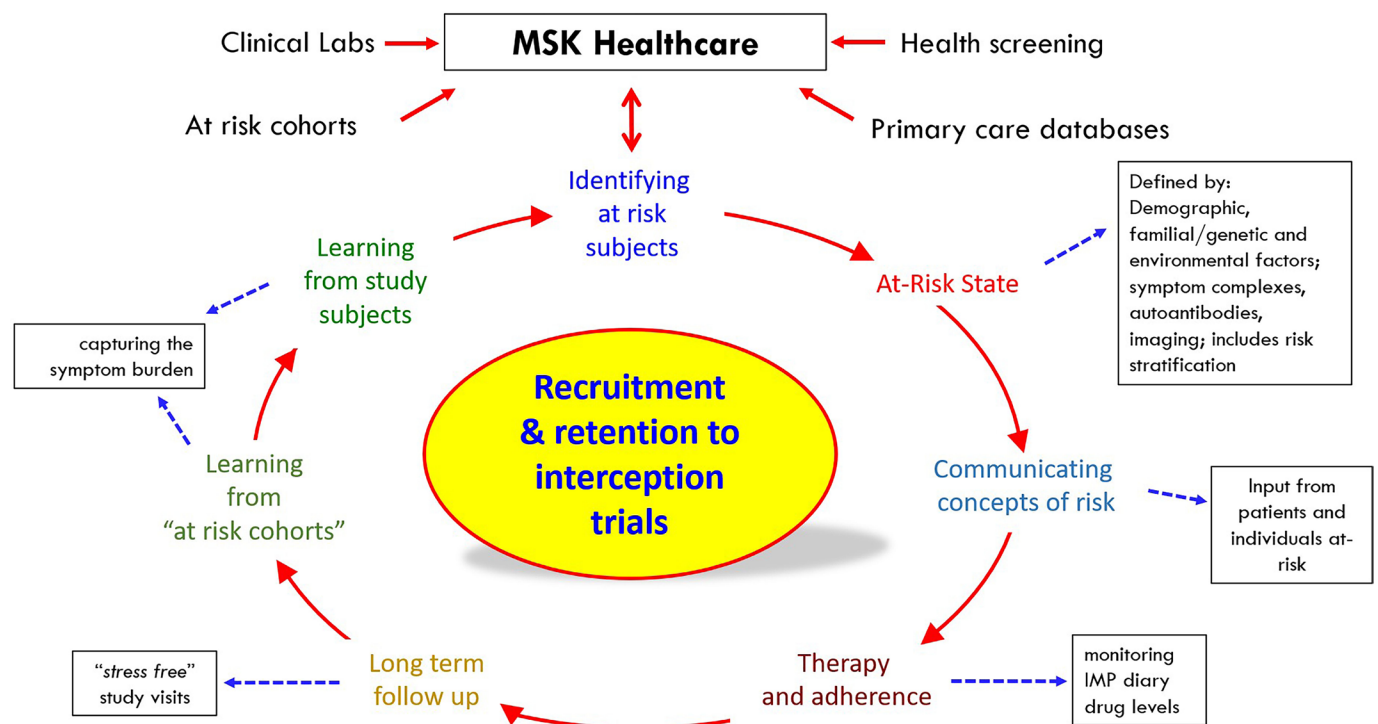 Clinical Labs
MSK Healthcare
Health screening
At risk cohorts
Primary care databases
Identifying
at risk
subjects
Defined by:
Demographic,
familial/genetic and
environmental factors;
symptom complexes,
autoantibodies,
imaging; includes risk
stratification
At-Risk State
Learning
from study
subjects
capturing the
symptom burden
Recruitment
& retention to
interception
trials
Communicating
concepts of risk
Input from
patients and
individuals at-
risk
Learning
from
“at risk cohorts”
Therapy
and adherence
monitoring
IMP diary
drug levels
Long term
follow up
“stress free”
study visits